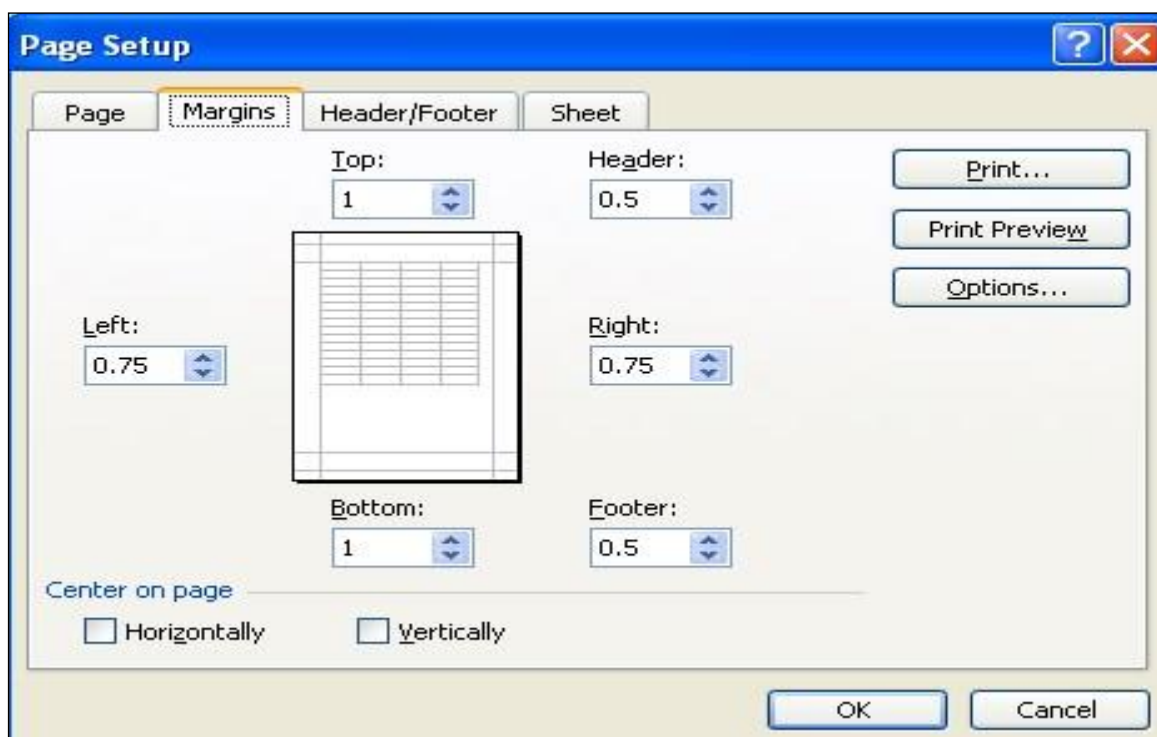 Page Setup
?
Page Margins Header/Footer Sheet
Top: Header:
1 0.5
Print...
Print Preview
Options...
Left: Right:
0.75 0.75
Bottom: Footer:
1 0.5
Center on page
Horizontally Vertically
OK Cancel